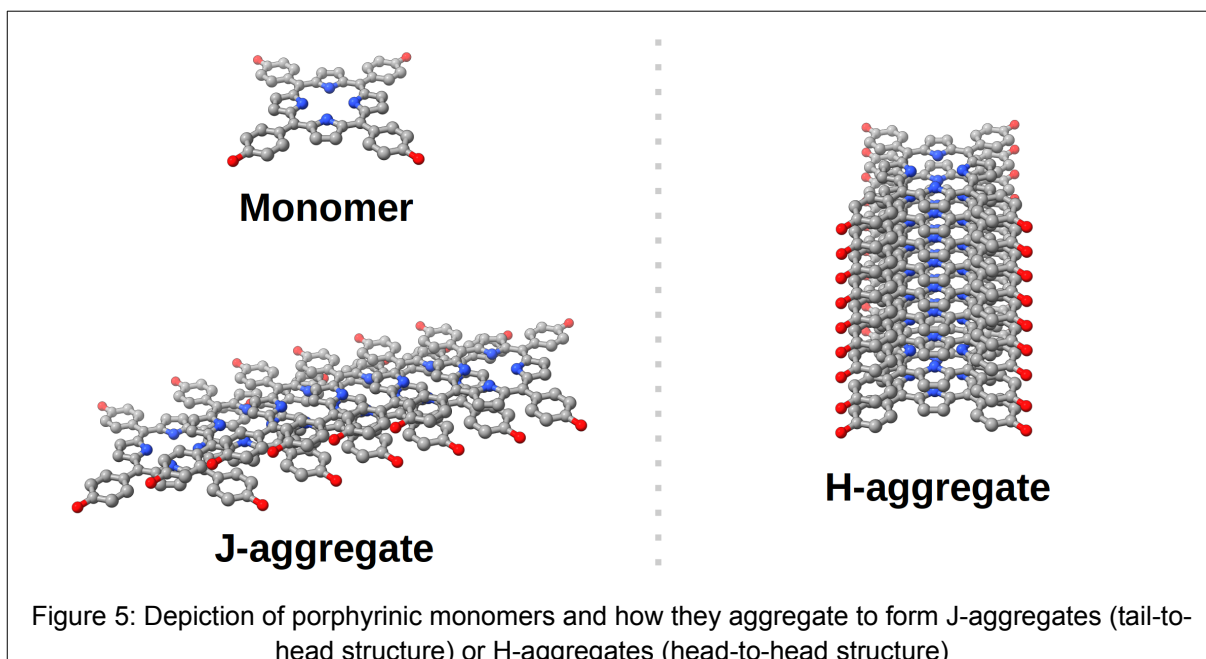 Monomer
J-aggregate
H-aggregate
Figure 5: Depiction of porphyrinic monomers and how they aggregate to form J-aggregates (tail-to-
head structure) or H-aggregates (head-to-head structure)